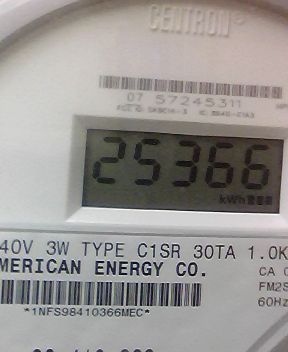 CENTRON
07 57245311
25366
kWh
40V 3W TYPE C1SR 30TA 1.0K
MERICAN ENERGY CO.
CA 0
FM2S
60Hz
*1NFS98410366MEC*